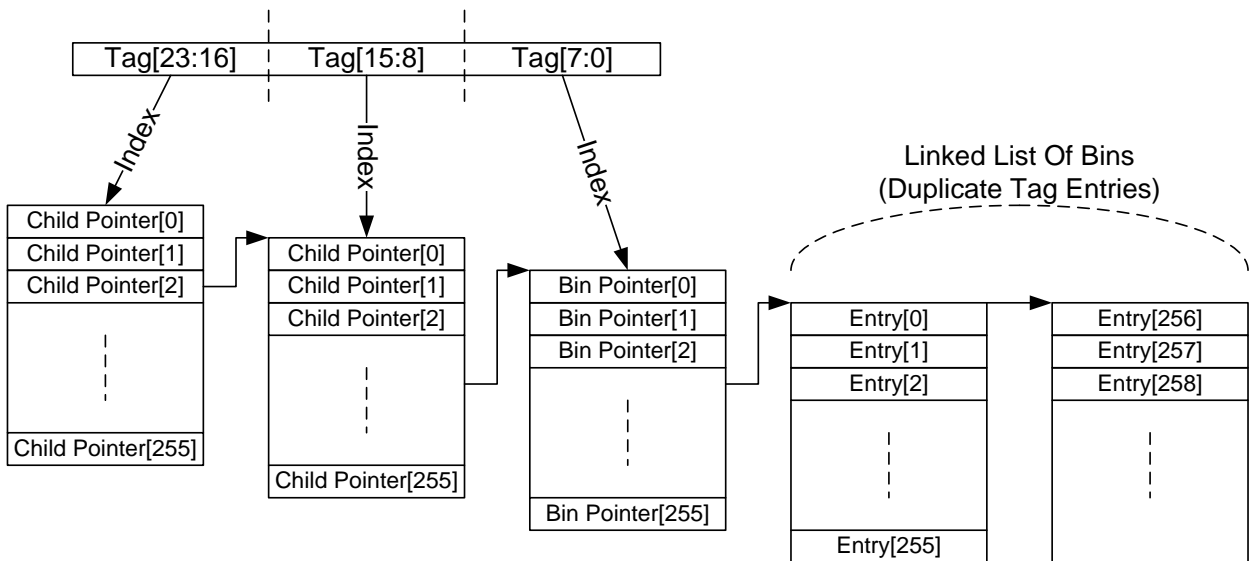 Tag[23:16]
Tag[15:8]
Tag[7:0]
Index
Index
Index
Linked List Of Bins
(Duplicate Tag Entries)
Child Pointer[0]
Child Pointer[1]
Child Pointer[2]
Child Pointer[255]
Child Pointer[0]
Child Pointer[1]
Child Pointer[2]
Child Pointer[255]
Bin Pointer[0]
Bin Pointer[1]
Bin Pointer[2]
Bin Pointer[255]
Entry[0]
Entry[1]
Entry[2]
Entry[255]
Entry[256]
Entry[257]
Entry[258]